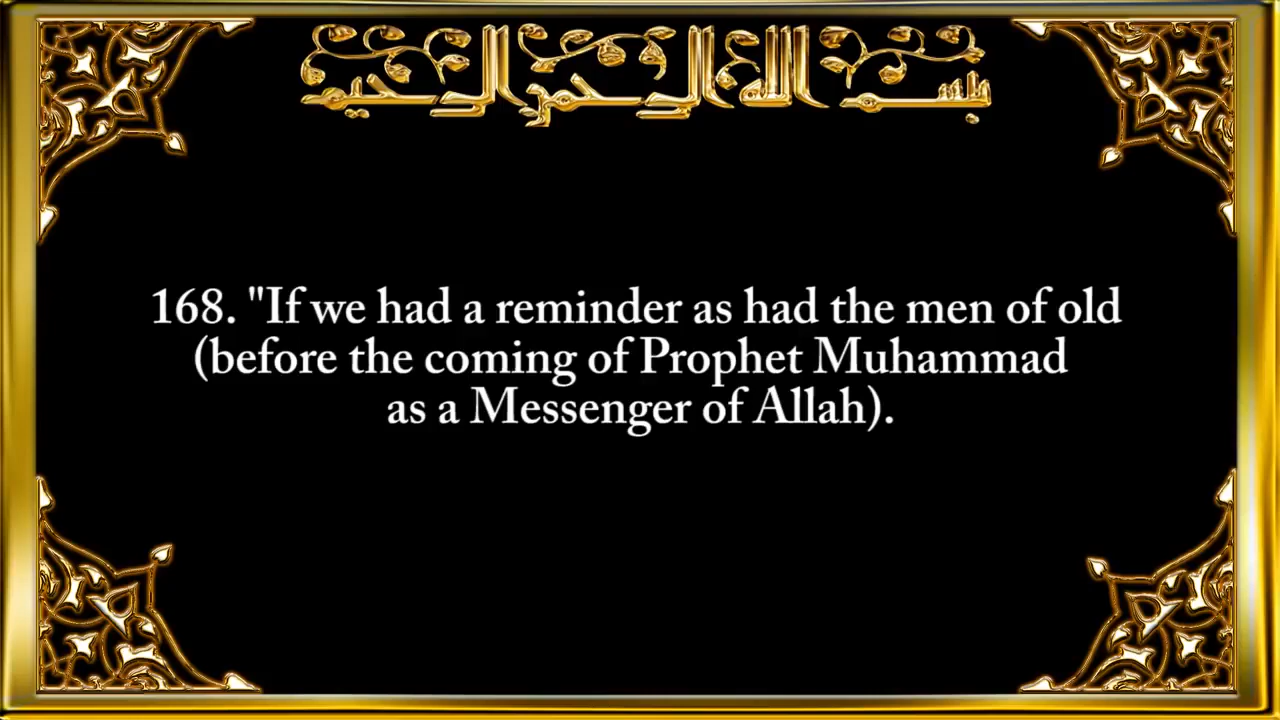 بسم الله الرحمن الرحيم
168. "If we had a reminder as had the men of old
(before the coming of Prophet Muhammad
as a Messenger of Allah).